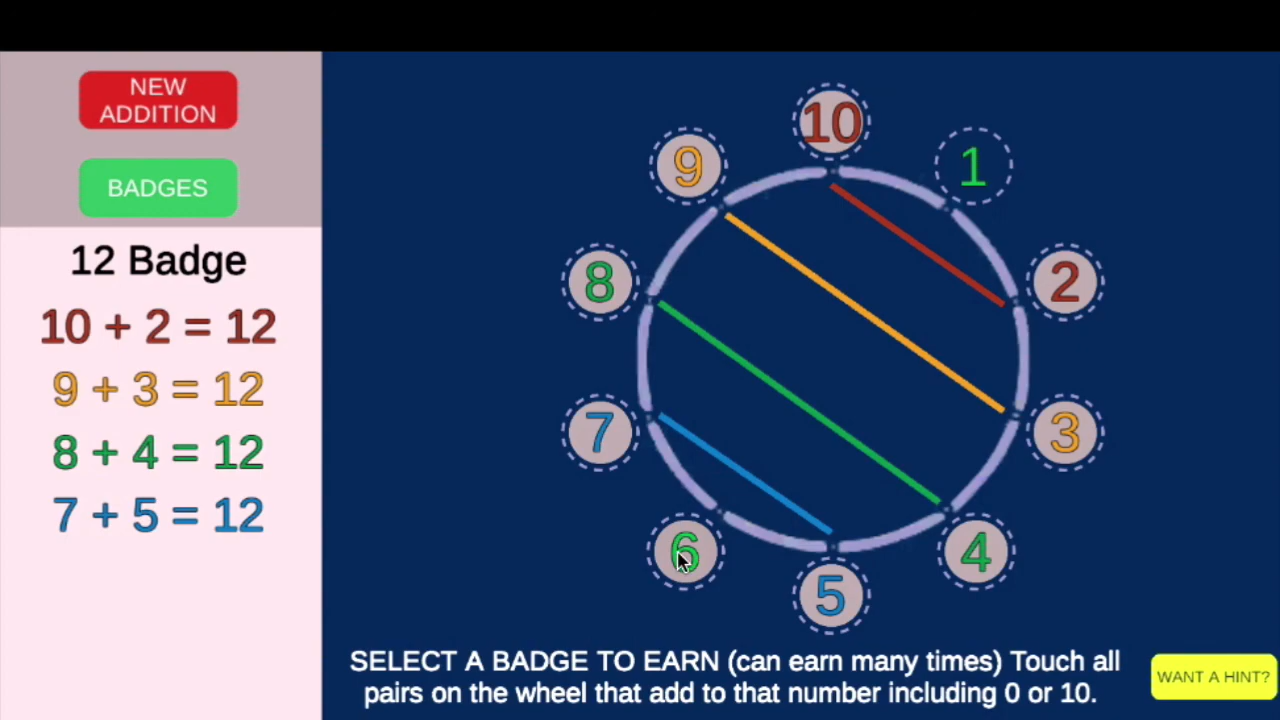 NEW
ADDITION
BADGES
12 Badge
10 + 2 = 12
9 + 3 = 12
8 + 4 = 12
7 + 5 = 12
10
9
1
8
2
7
3
6
4
5
SELECT A BADGE TO EARN (can earn many times) Touch all
pairs on the wheel that add to that number including 0 or 10.
WANT A HINT?